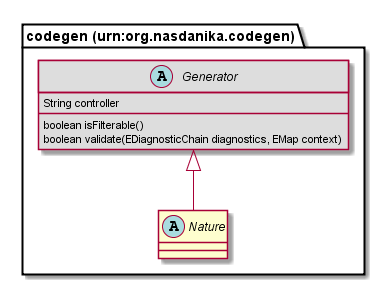 codegen (urn:org.nasdanika.codegen)
A Generator
String controller
boolean isFilterable()
boolean validate(EDiagnosticChain diagnostics, EMap context)
A Nature